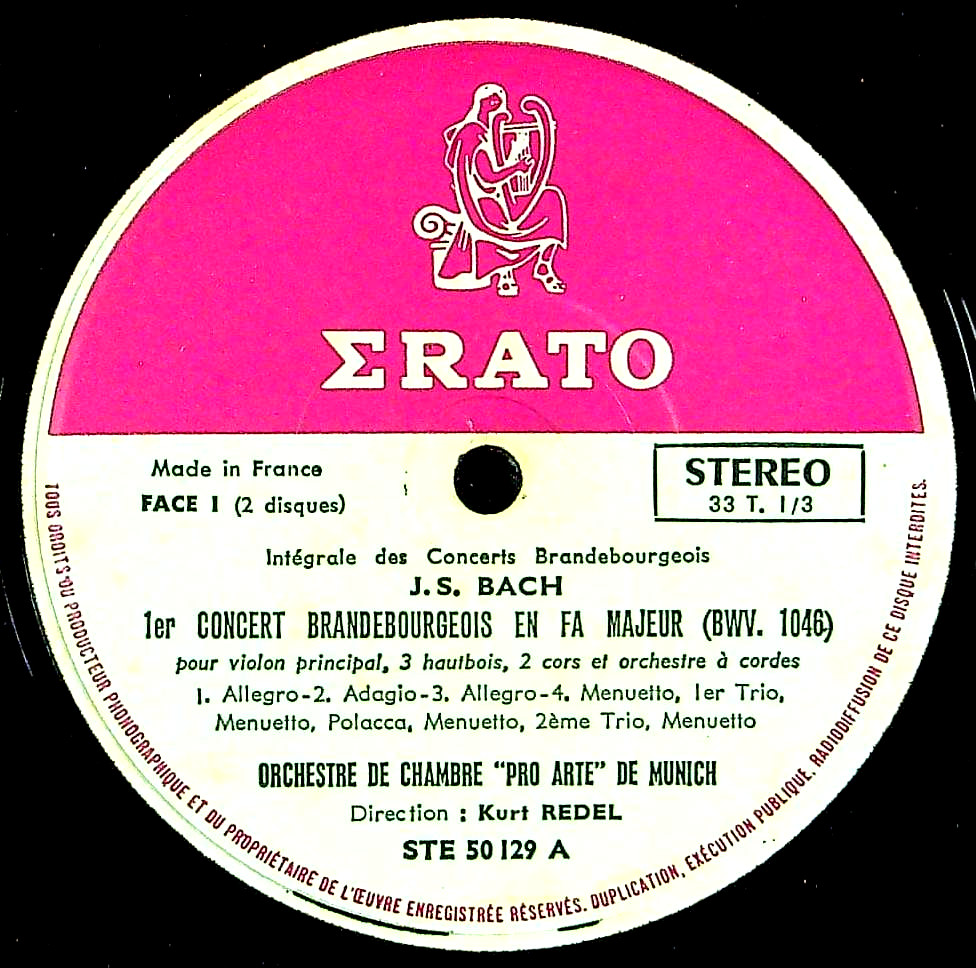 ΣRATO
Made in France
FACE 1 (2 disques)
STEREO
33 T. 1/3
Intégrale des Concerts Brandebourgeois
J.S. BACH
1er CONCERT BRANDEBOURGEOIS EN FA MAJEUR (BWV. 1046)
pour violon principal, 3 hautbois, 2 cors et orchestre à cordes
1. Allegro-2. Adagio-3. Allegro-4. Menuetto, 1er Trio,
Menuetto, Polacca, Menuetto, 2ème Trio, Menuetto
ORCHESTRE DE CHAMBRE "PRO ARTE" DE MUNICH
Direction : Kurt REDEL
STE 50129 A
TOUS DROITS DU PRODUCTEUR PHONOGRAPHIQUE ET DU PROPRIÉTAIRE DE L'ŒUVRE ENREGISTRÉE RÉSERVÉS. DUPLICATION, EXÉCUTION PUBLIQUE, RADIODIFFUSION DE CE DISQUE INTERDITES.